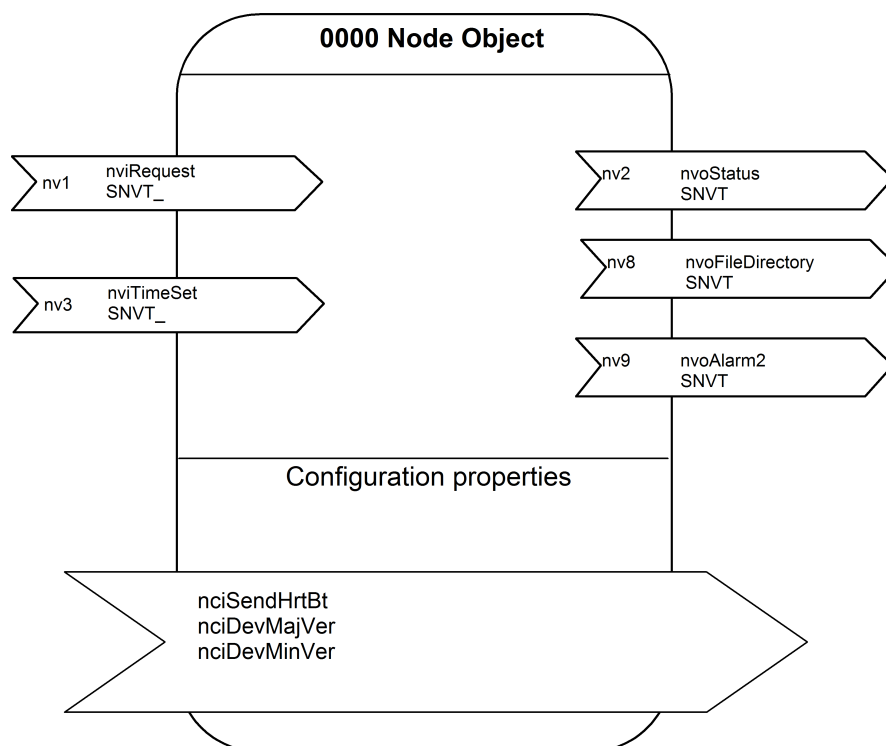 0000 Node Object
nv1
nviRequest
SNVT_
nv2
nvoStatus
SNVT
nv8
nvoFileDirectory
SNVT
nv3
nviTimeSet
SNVT_
nv9
nvoAlarm2
SNVT
Configuration properties
nciSendHrtBt
nciDevMajVer
nciDevMinVer